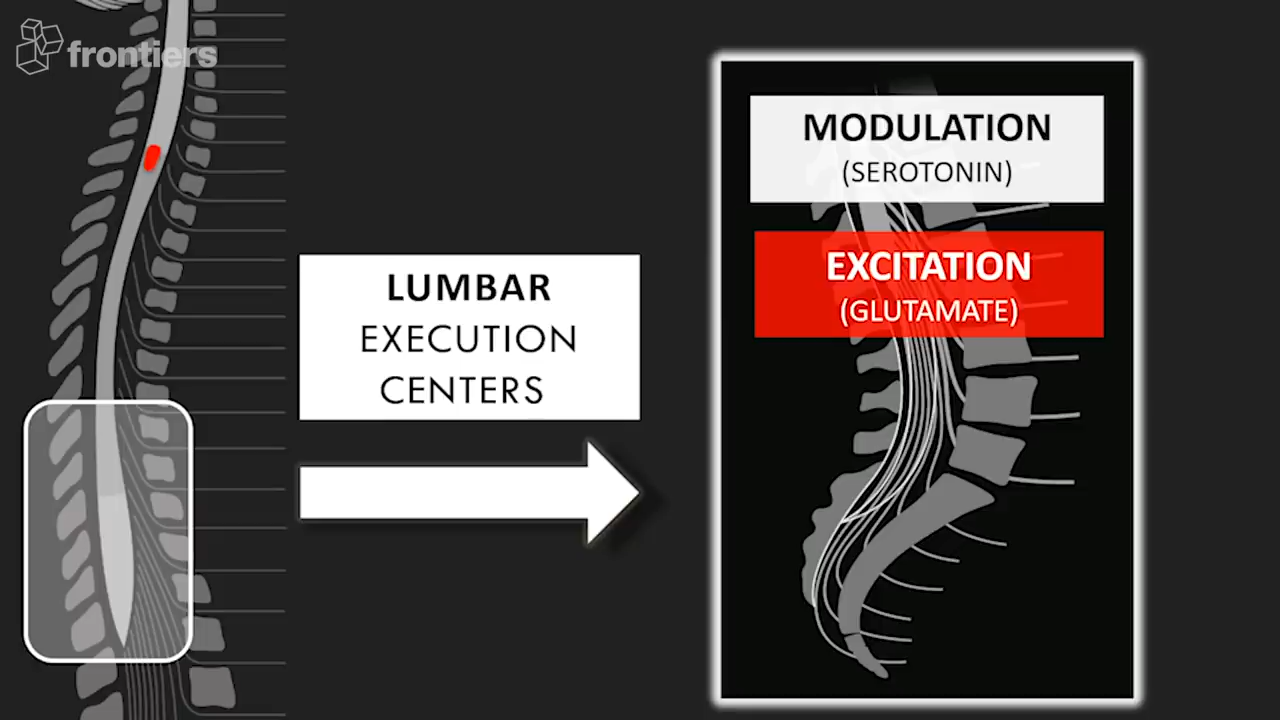 frontiers
LUMBAR
EXECUTION
CENTERS
MODULATION
(SEROTONIN)
EXCITATION
(GLUTAMATE)